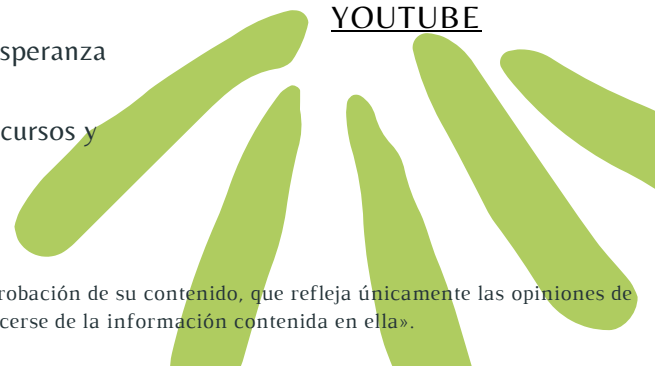 YOUTUBE
speranza
cursos y
robación de su contenido, que refleja únicamente las opiniones de
cerse de la información contenida en ella».